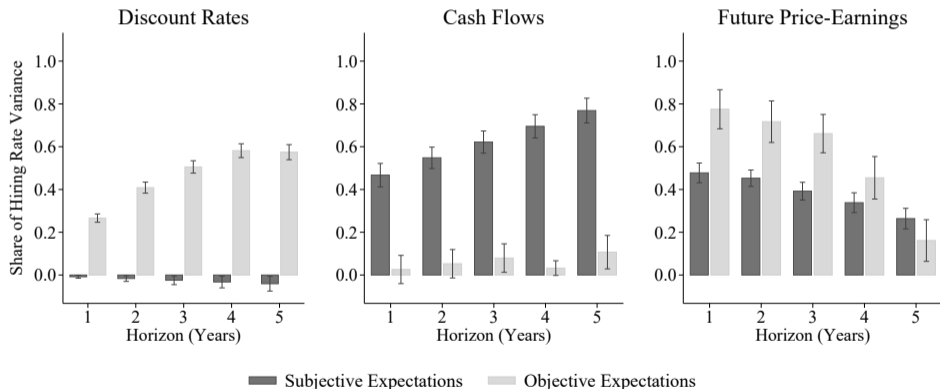 Discount Rates
Cash Flows
Future Price-Earnings
Share of Hiring Rate Variance
1.0
0.8
0.6
0.4
0.2
0.0
1 2 3 4 5
Horizon (Years)
1.0
0.8
0.6
0.4
0.2
0.0
1 2 3 4 5
Horizon (Years)
1.0
0.8
0.6
0.4
0.2
0.0
1 2 3 4 5
Horizon (Years)
Subjective Expectations
Objective Expectations